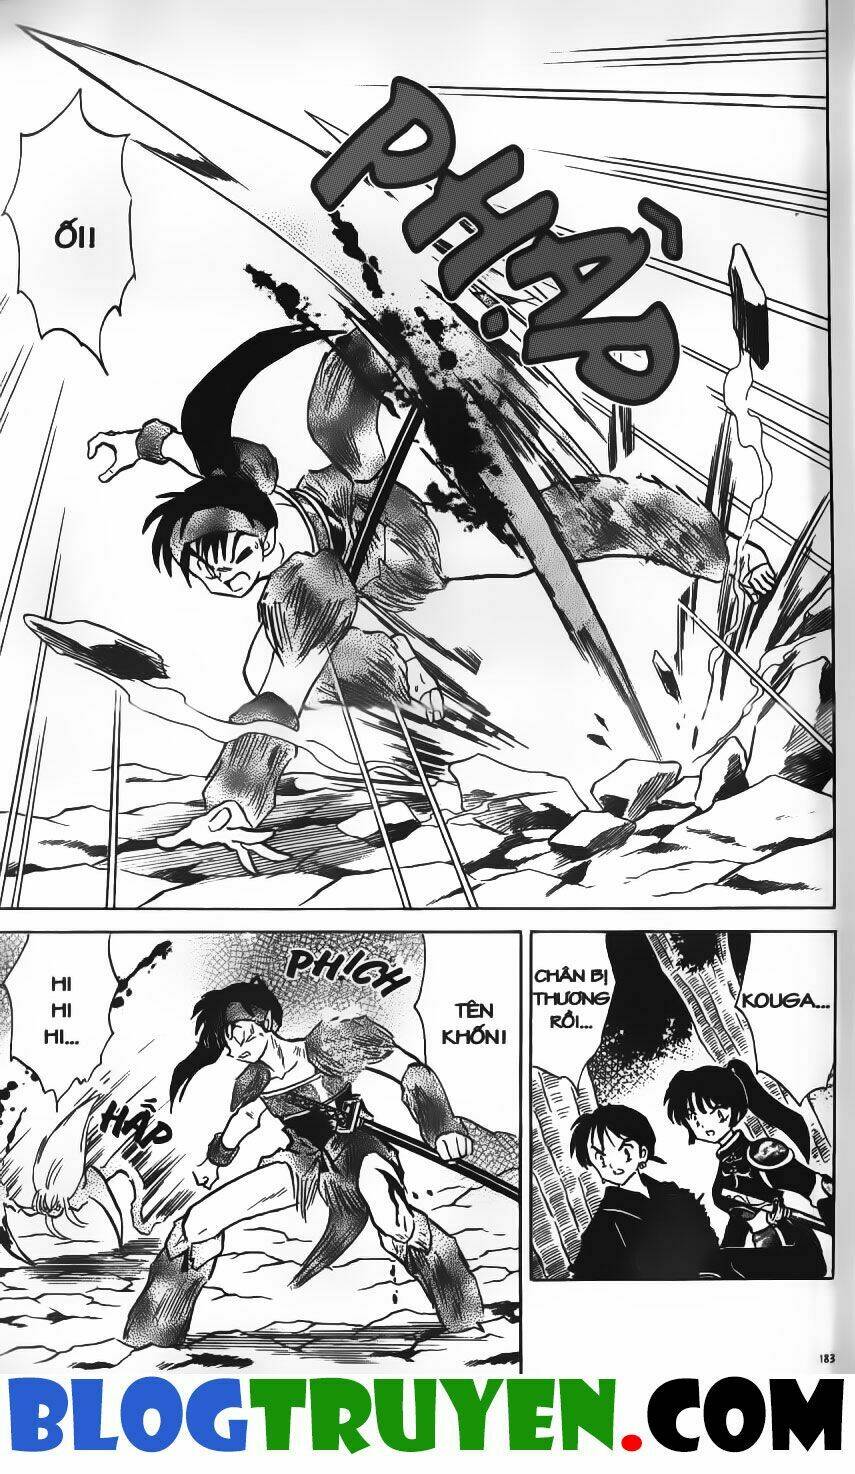 PHẬP
ỐI!
KOUGA...
CHÂN BỊ
THƯƠNG
RỒI...
PHỊCH
TÊN
KHỐN!
HI
HI
HI...
HẤP
183
BLOGTRUYEN.COM